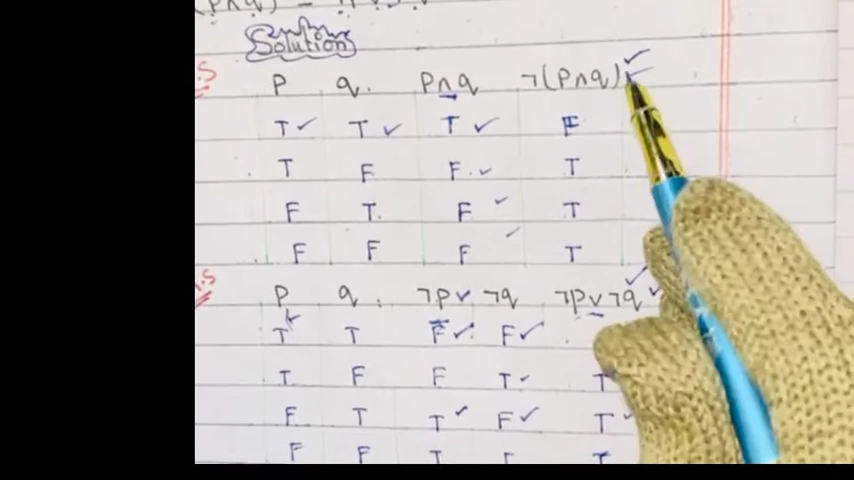 Solution
P q. P∧q ¬(P∧q)
T T T F
T F F T
F T F T
F F F T
P q ¬p ¬q ¬p∨¬q
T T F F
T F F T T
F T T F T
F F